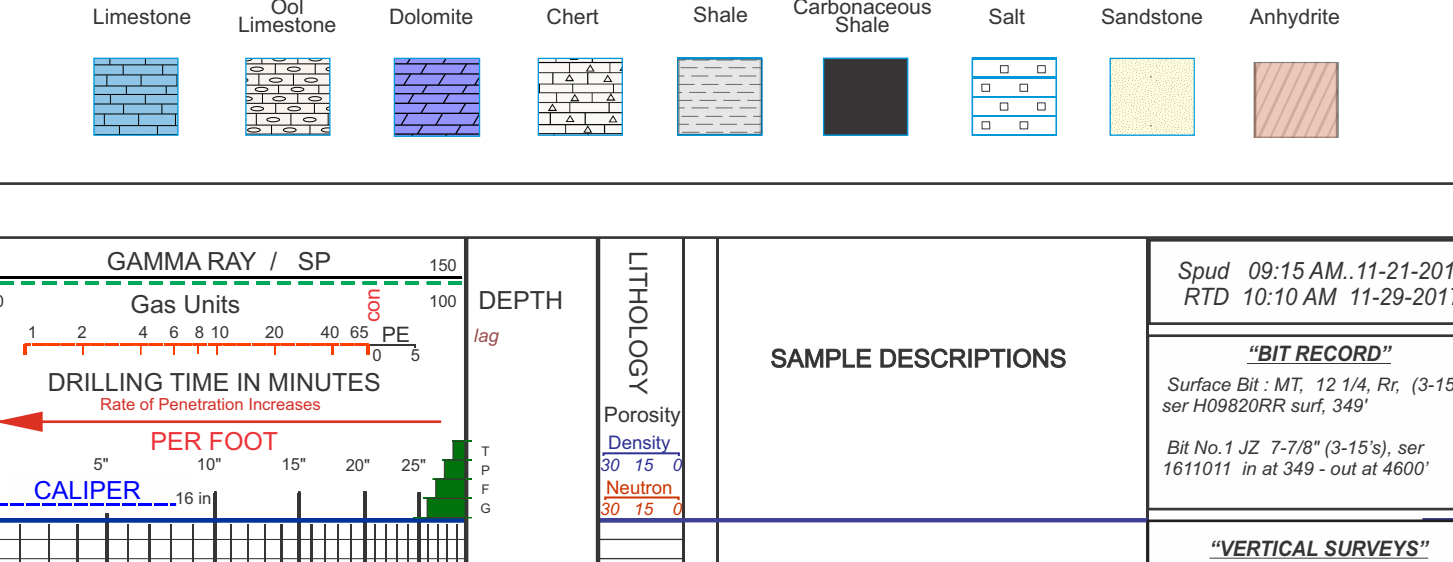 Limestone
Ool
Limestone
Dolomite
Chert
Shale
Carbonaceous
Shale
Salt
Sandstone
Anhydrite
GAMMA RAY / SP
150
Gas Units
con
100
1 2 4 6 8 10 20 40 65
PE
0 5
DRILLING TIME IN MINUTES
Rate of Penetration Increases
PER FOOT
5" 10" 15" 20" 25"
CALIPER
16 in
T
P
F
G
DEPTH
lag
LITHOLOGY
Porosity
Density
30 15 0
Neutron
30 15 0
SAMPLE DESCRIPTIONS
Spud 09:15 AM..11-21-201
RTD 10:10 AM 11-29-2017
“BIT RECORD”
Surface Bit : MT, 12 1/4, Rr, (3-15
ser H09820RR surf, 349'
Bit No.1 JZ 7-7/8" (3-15’s), ser
1611011 in at 349 - out at 4600’
“VERTICAL SURVEYS”